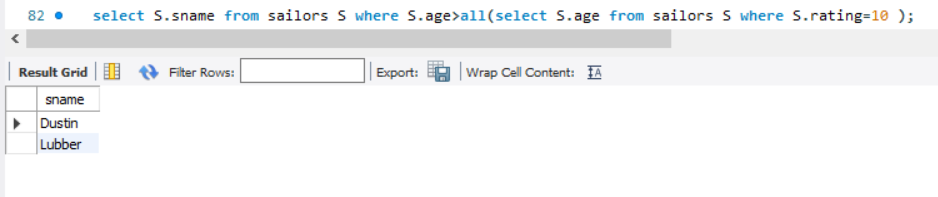 82 select S.sname from sailors S where S.age>all(select S.age from sailors S where S.rating=10 );
Result Grid Filter Rows: Export: Wrap Cell Content: IA
sname
Dustin
Lubber